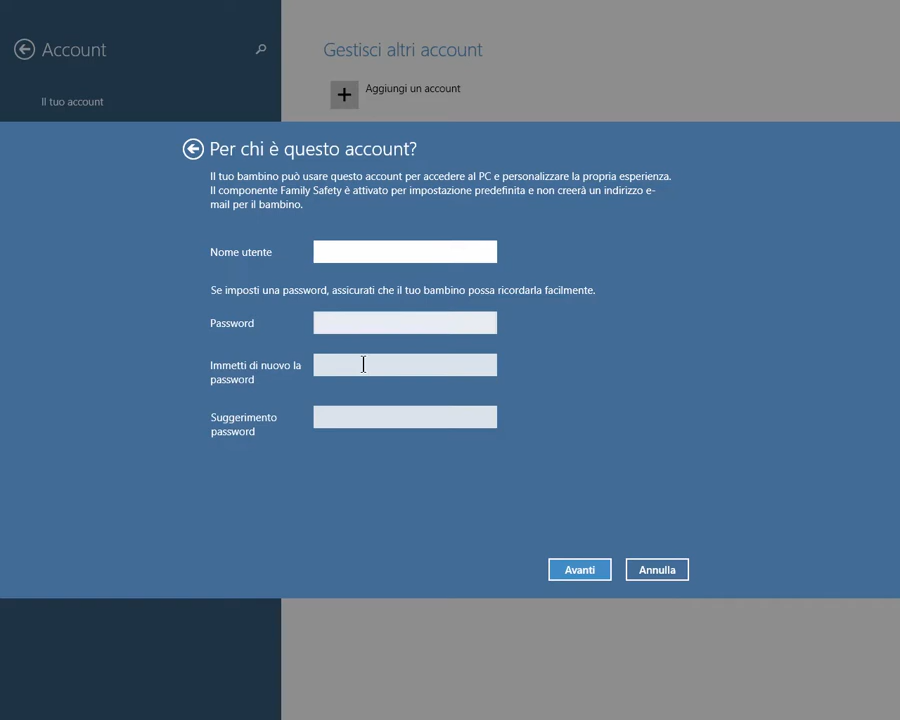 Account
Gestisci altri account
Aggiungi un account
Il tuo account
Per chi è questo account?
Il tuo bambino può usare questo account per accedere al PC e personalizzare la propria esperienza.
Il componente Family Safety è attivato per impostazione predefinita e non creerà un indirizzo e-
mail per il bambino.
Nome utente
Se imposti una password, assicurati che il tuo bambino possa ricordarla facilmente.
Password
Immetti di nuovo la
password
Suggerimento
password
Avanti
Annulla